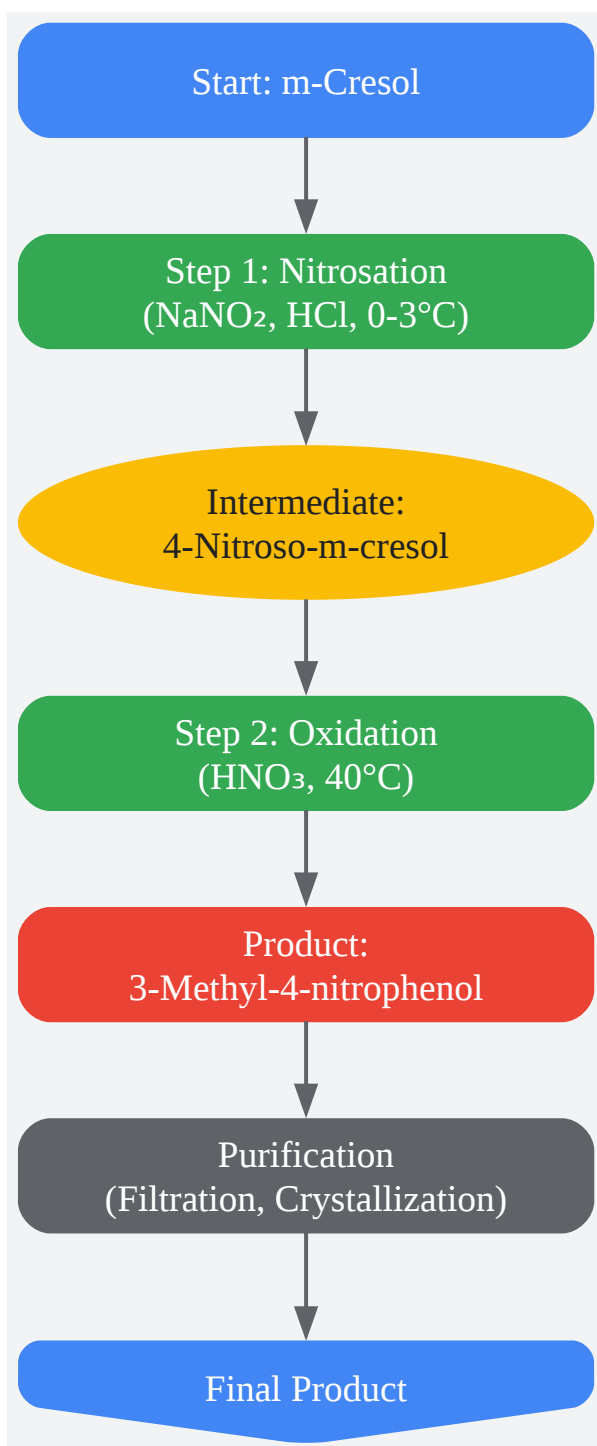 Start: m-Cresol
Step 1: Nitrosation
(NaNO₂, HCl, 0-3°C)
Intermediate:
4-Nitroso-m-cresol
Step 2: Oxidation
(HNO₃, 40°C)
Product:
3-Methyl-4-nitrophenol
Purification
(Filtration, Crystallization)
Final Product